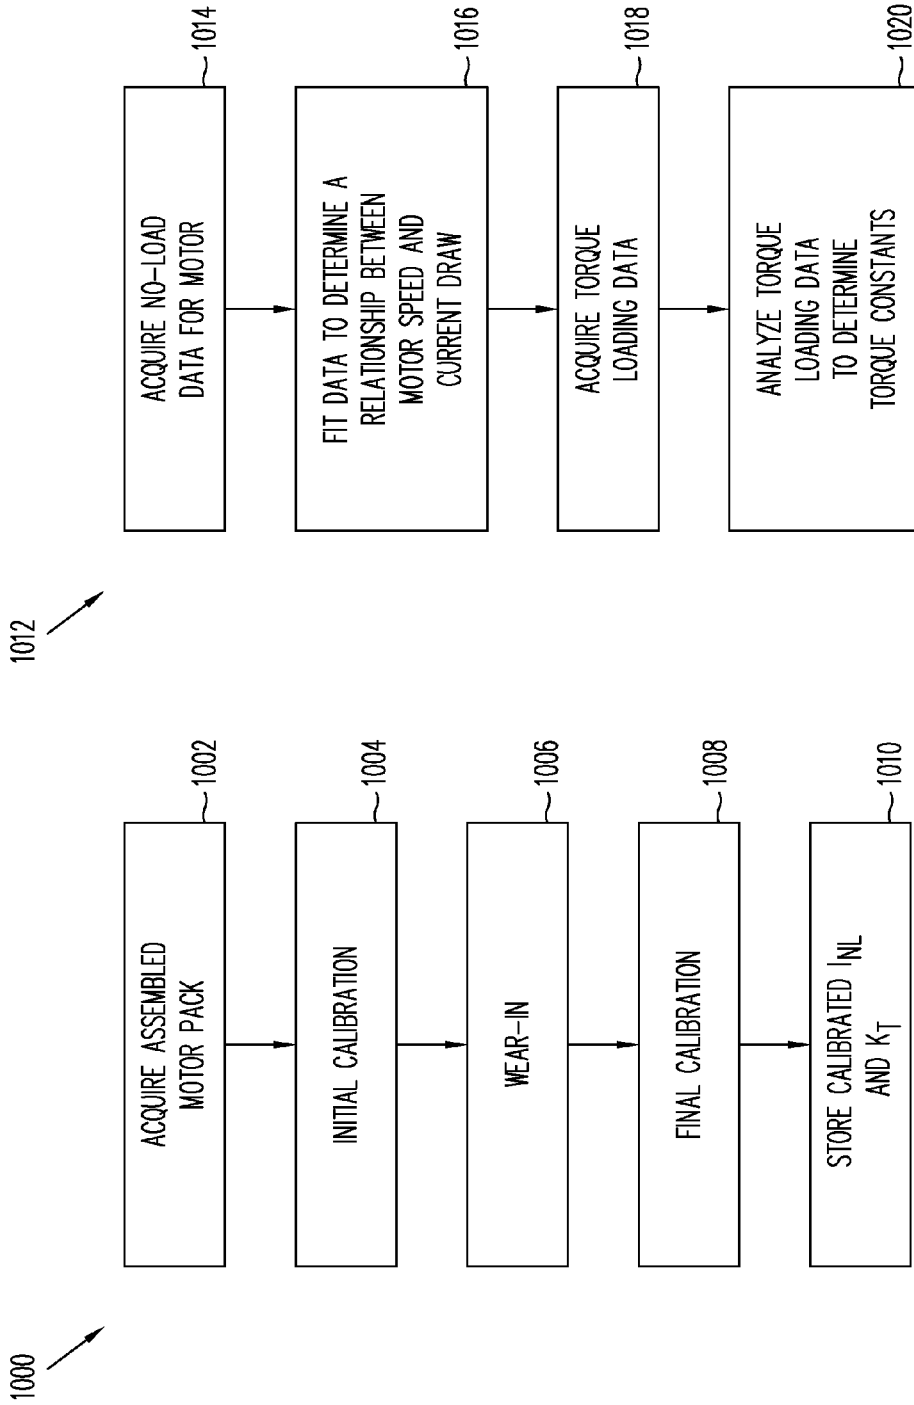 1000
ACQUIRE ASSEMBLED
MOTOR PACK
1002
INITIAL CALIBRATION
1004
WEAR-IN
1006
FINAL CALIBRATION
1008
STORE CALIBRATED INL
AND KT
1010
1012
ACQUIRE NO-LOAD
DATA FOR MOTOR
1014
FIT DATA TO DETERMINE A
RELATIONSHIP BETWEEN
MOTOR SPEED AND
CURRENT DRAW
1016
ACQUIRE TORQUE
LOADING DATA
1018
ANALYZE TORQUE
LOADING DATA
TO DETERMINE
TORQUE CONSTANTS
1020